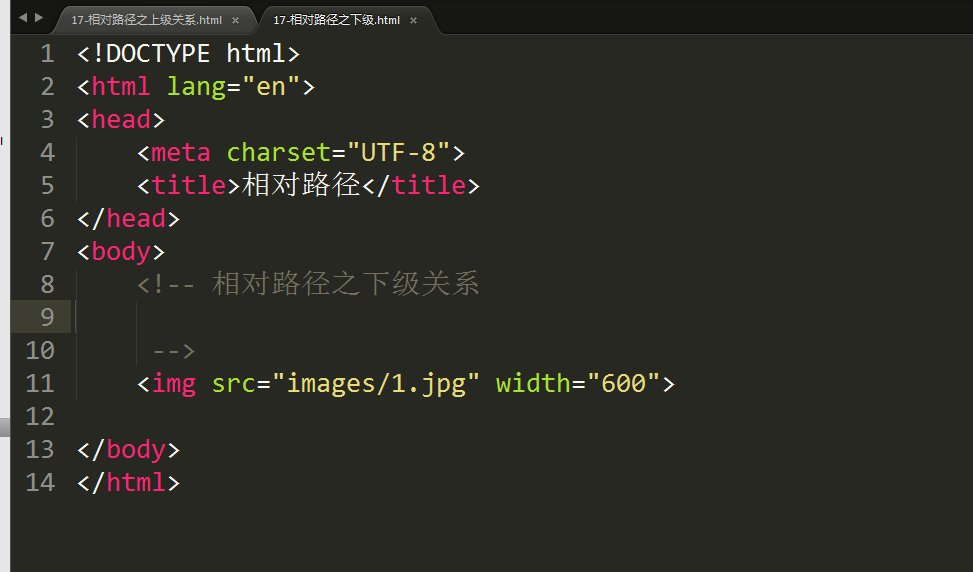 17-相对路径之上级关系.html × 17-相对路径之下级.html ×
1 <!DOCTYPE html>
2 <html lang="en">
3 <head>
4 <meta charset="UTF-8">
5 <title>相对路径</title>
6 </head>
7 <body>
8 <!-- 相对路径之下级关系
9
10 -->
11 <img src="images/1.jpg" width="600">
12
13 </body>
14 </html>